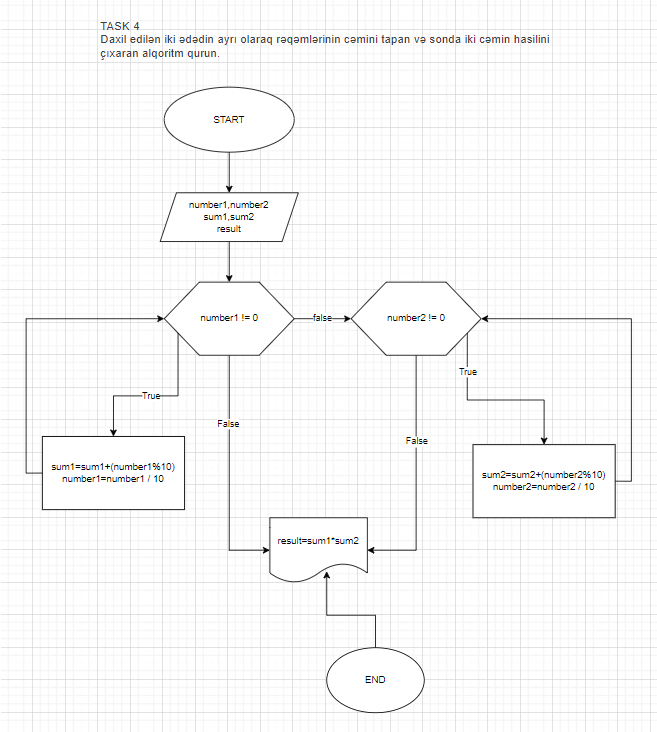 TASK 4
Daxil edilən iki ədədin ayrı olaraq rəqəmlərinin cəmini tapan və sonda iki cəmin hasilini
çıxaran alqoritm qurun.
START
number1,number2
sum1,sum2
result
number1 != 0
false
number2 != 0
True
True
False
False
sum1=sum1+(number1%10)
number1=number1 / 10
sum2=sum2+(number2%10)
number2=number2 / 10
result=sum1*sum2
END